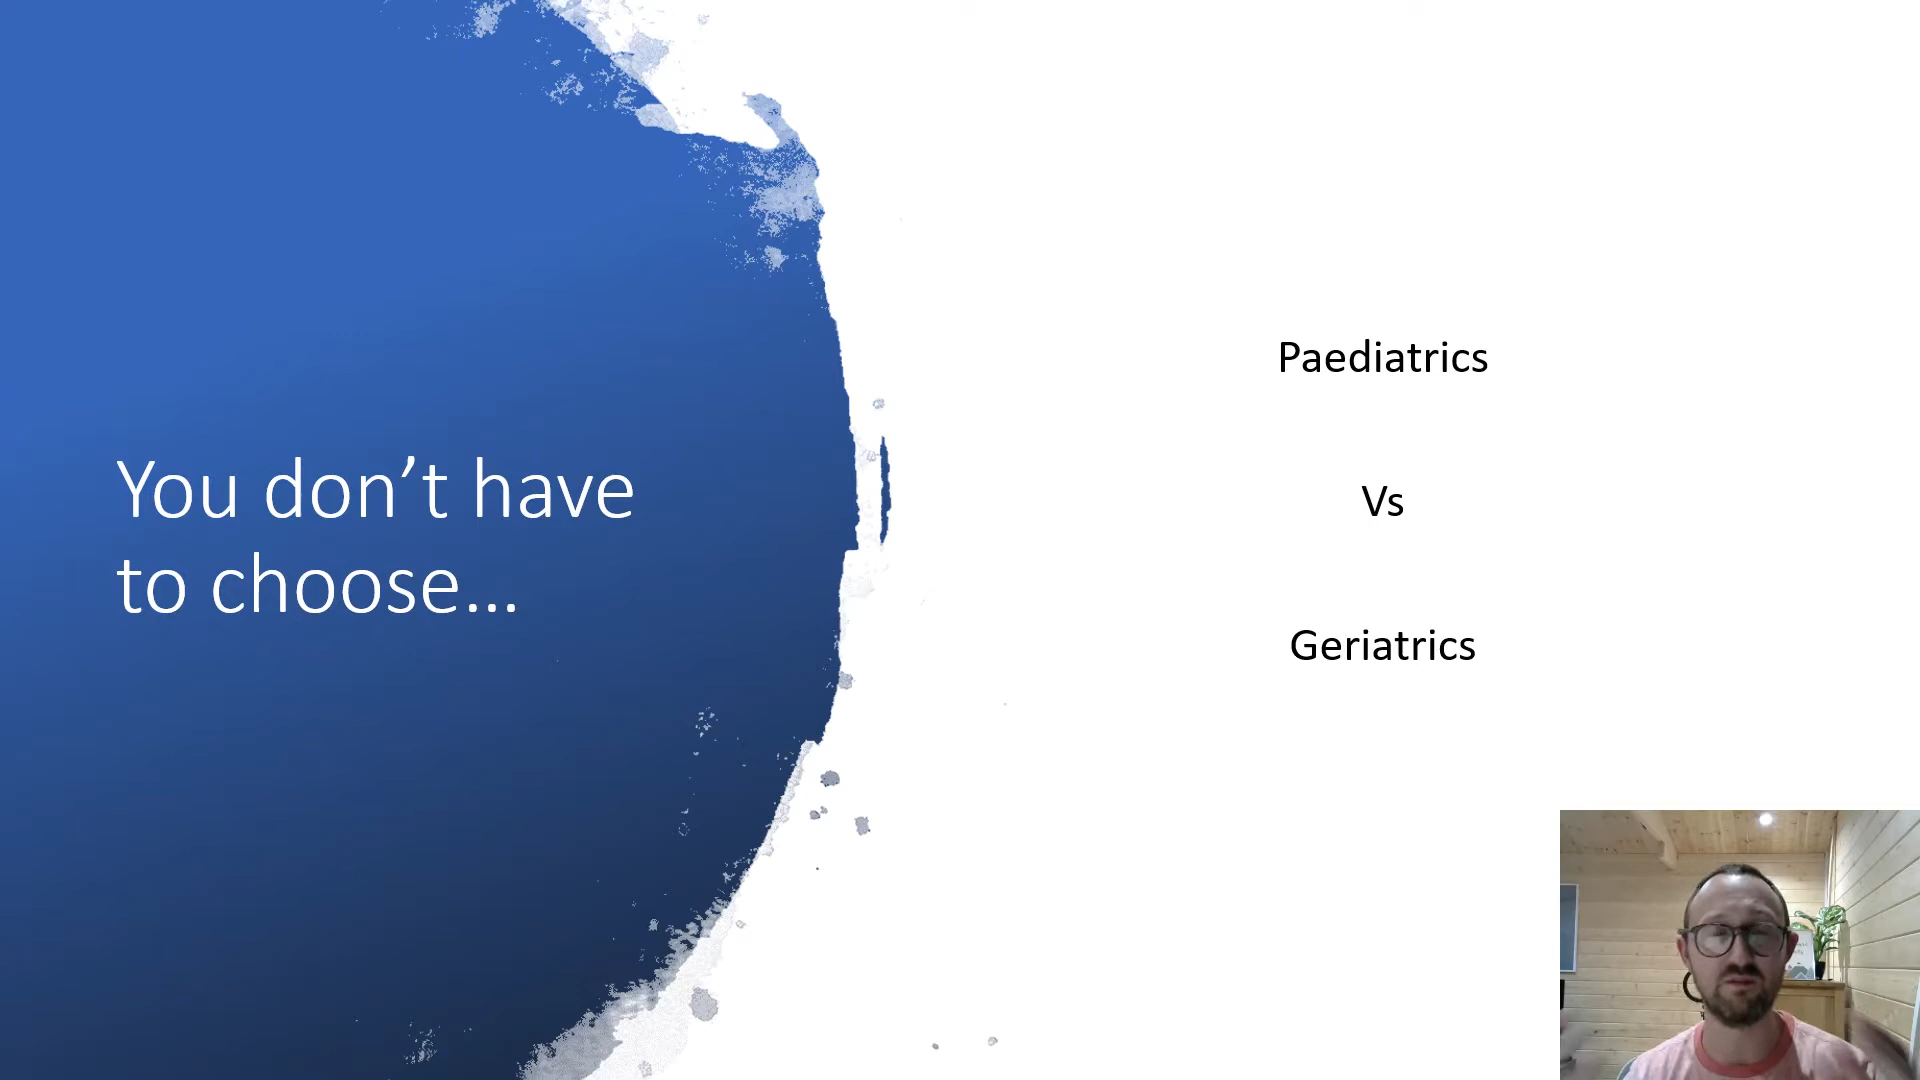 You don’t have
to choose…
Paediatrics
Vs
Geriatrics